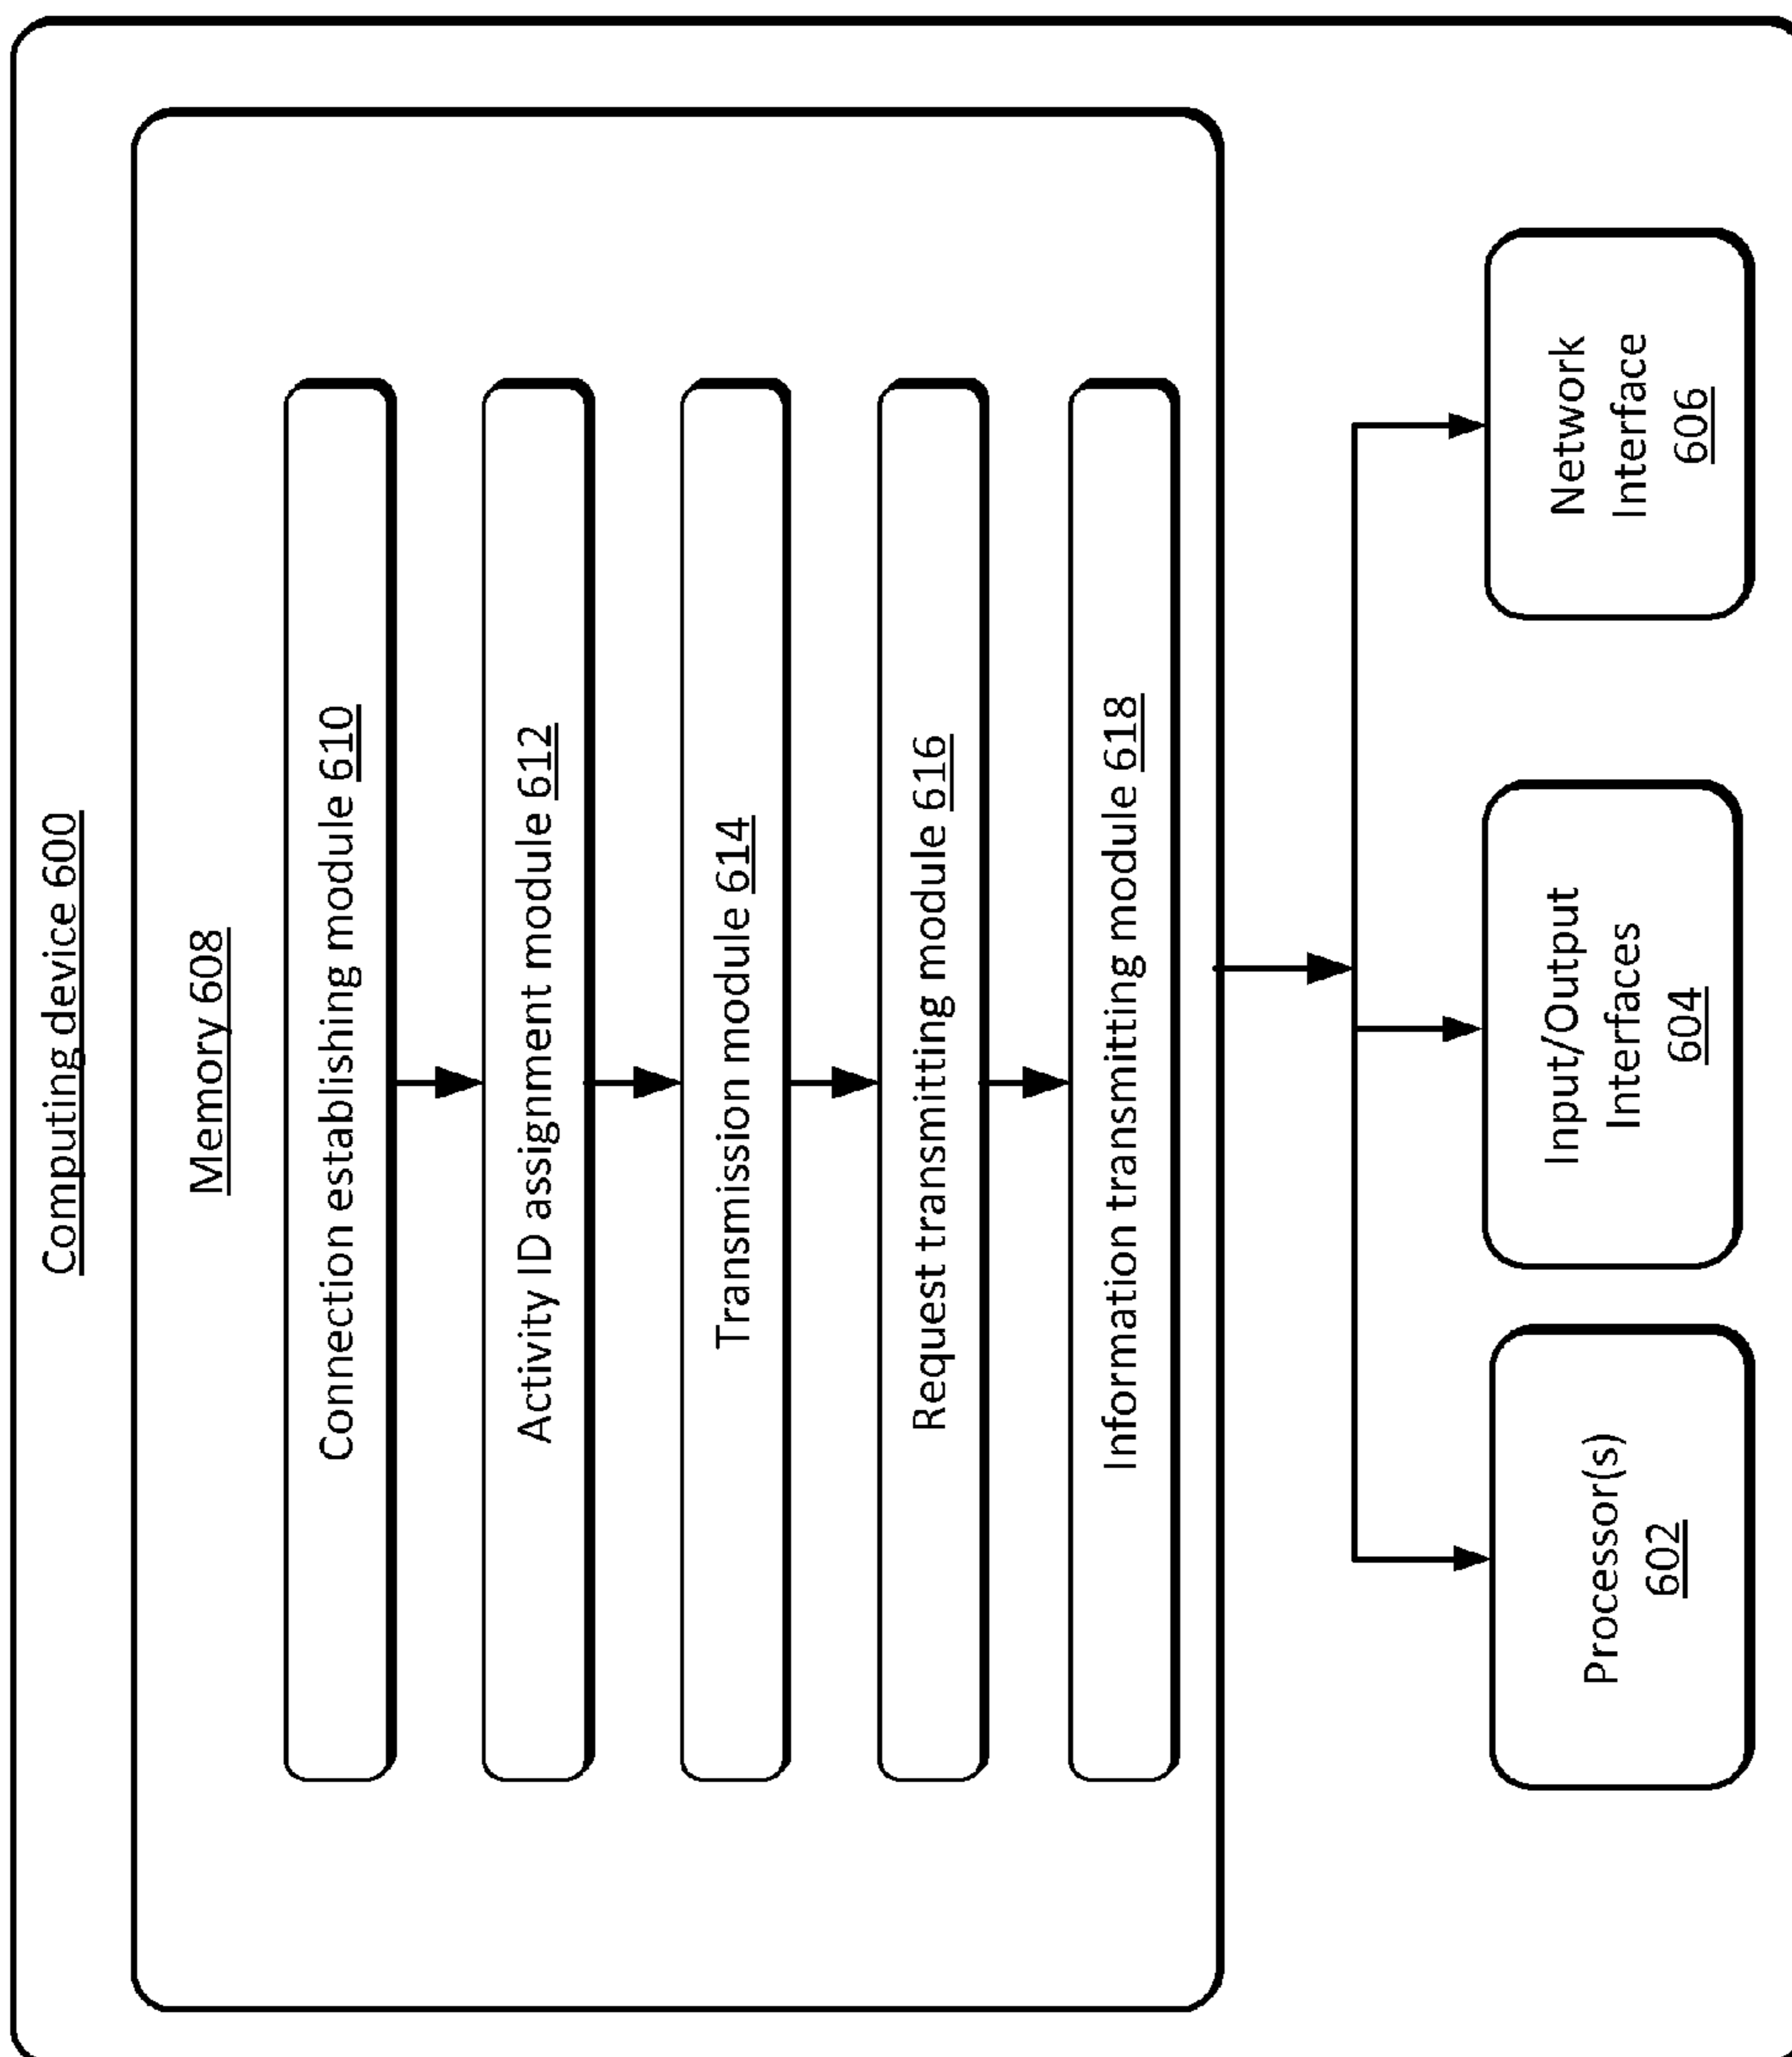 Computing device 600
Memory 608
Connection establishing module 610
Activity ID assignment module 612
Transmission module 614
Request transmitting module 616
Information transmitting module 618
Processor(s)
602
Input/Output
Interfaces
604
Network
Interface
606